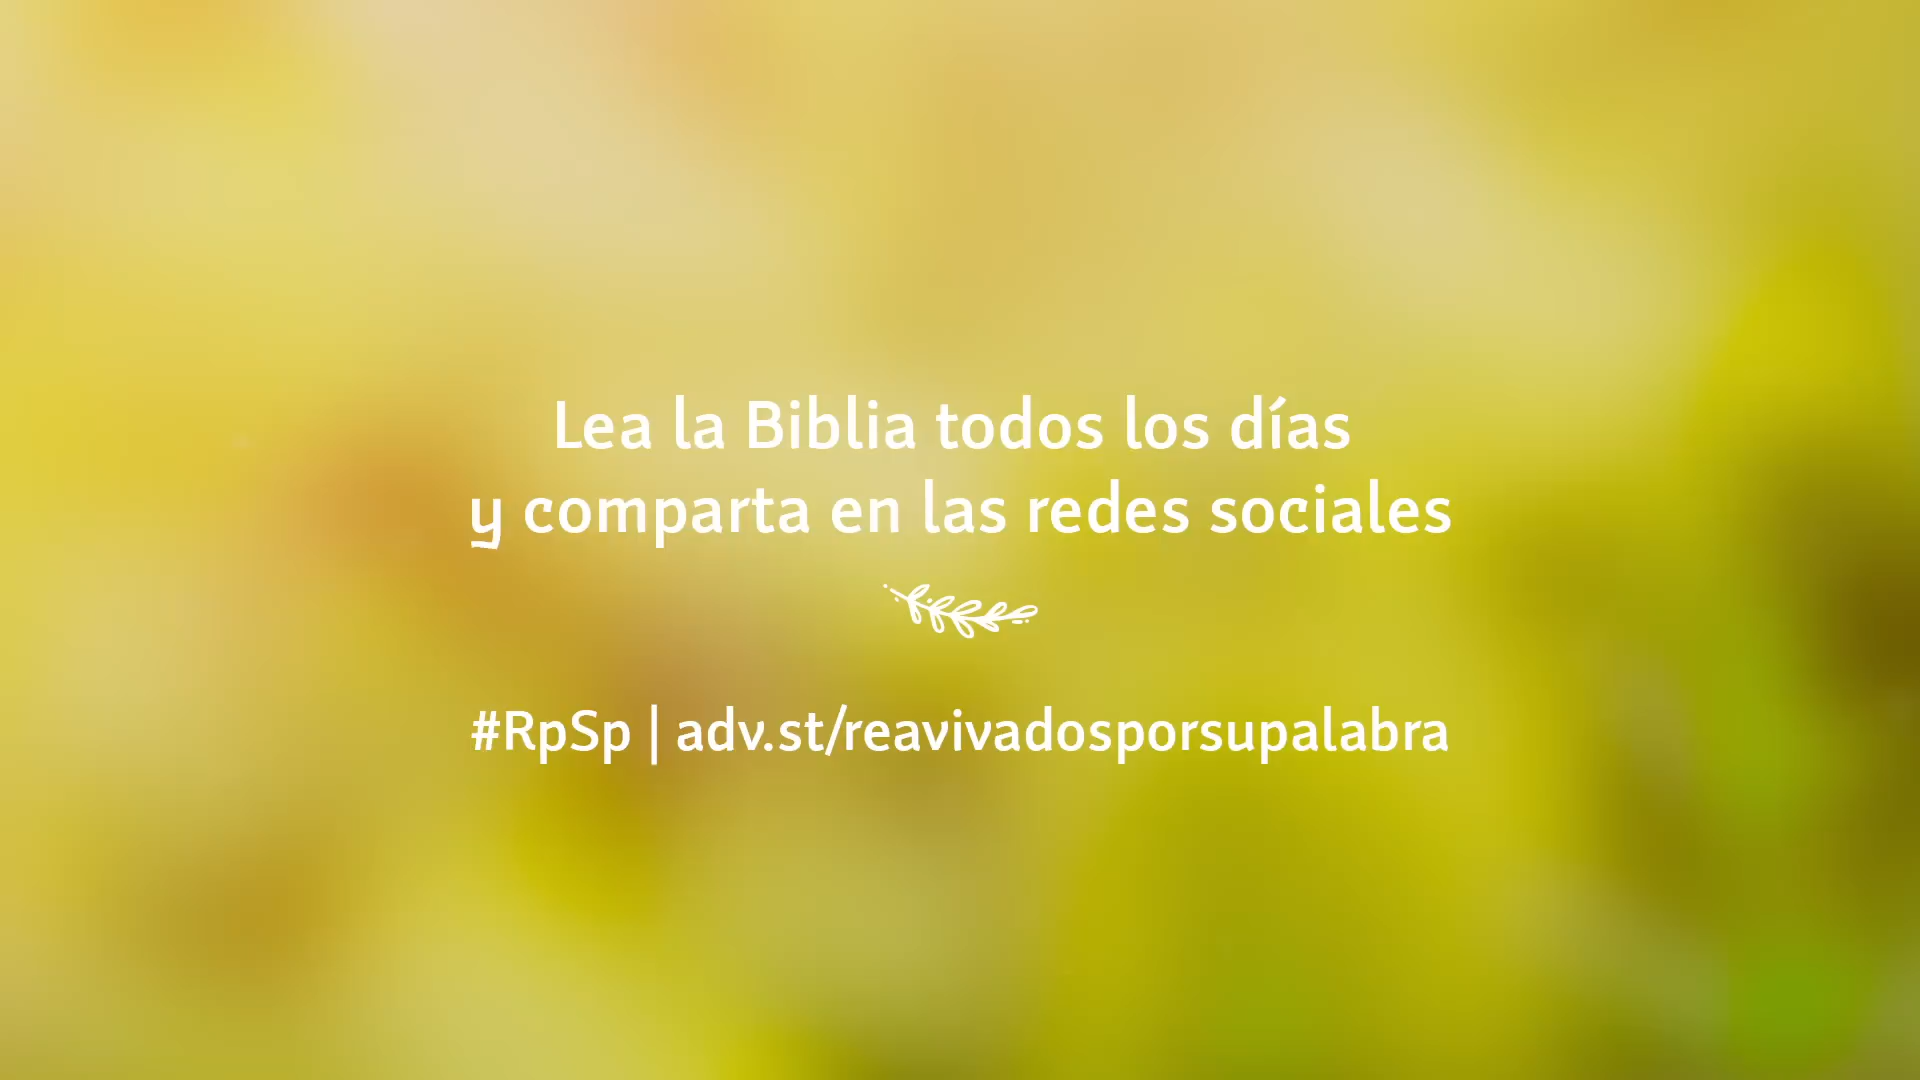 Lea la Biblia todos los días
y comparta en las redes sociales
#RpSp | adv.st/reavivadosporsupalabra